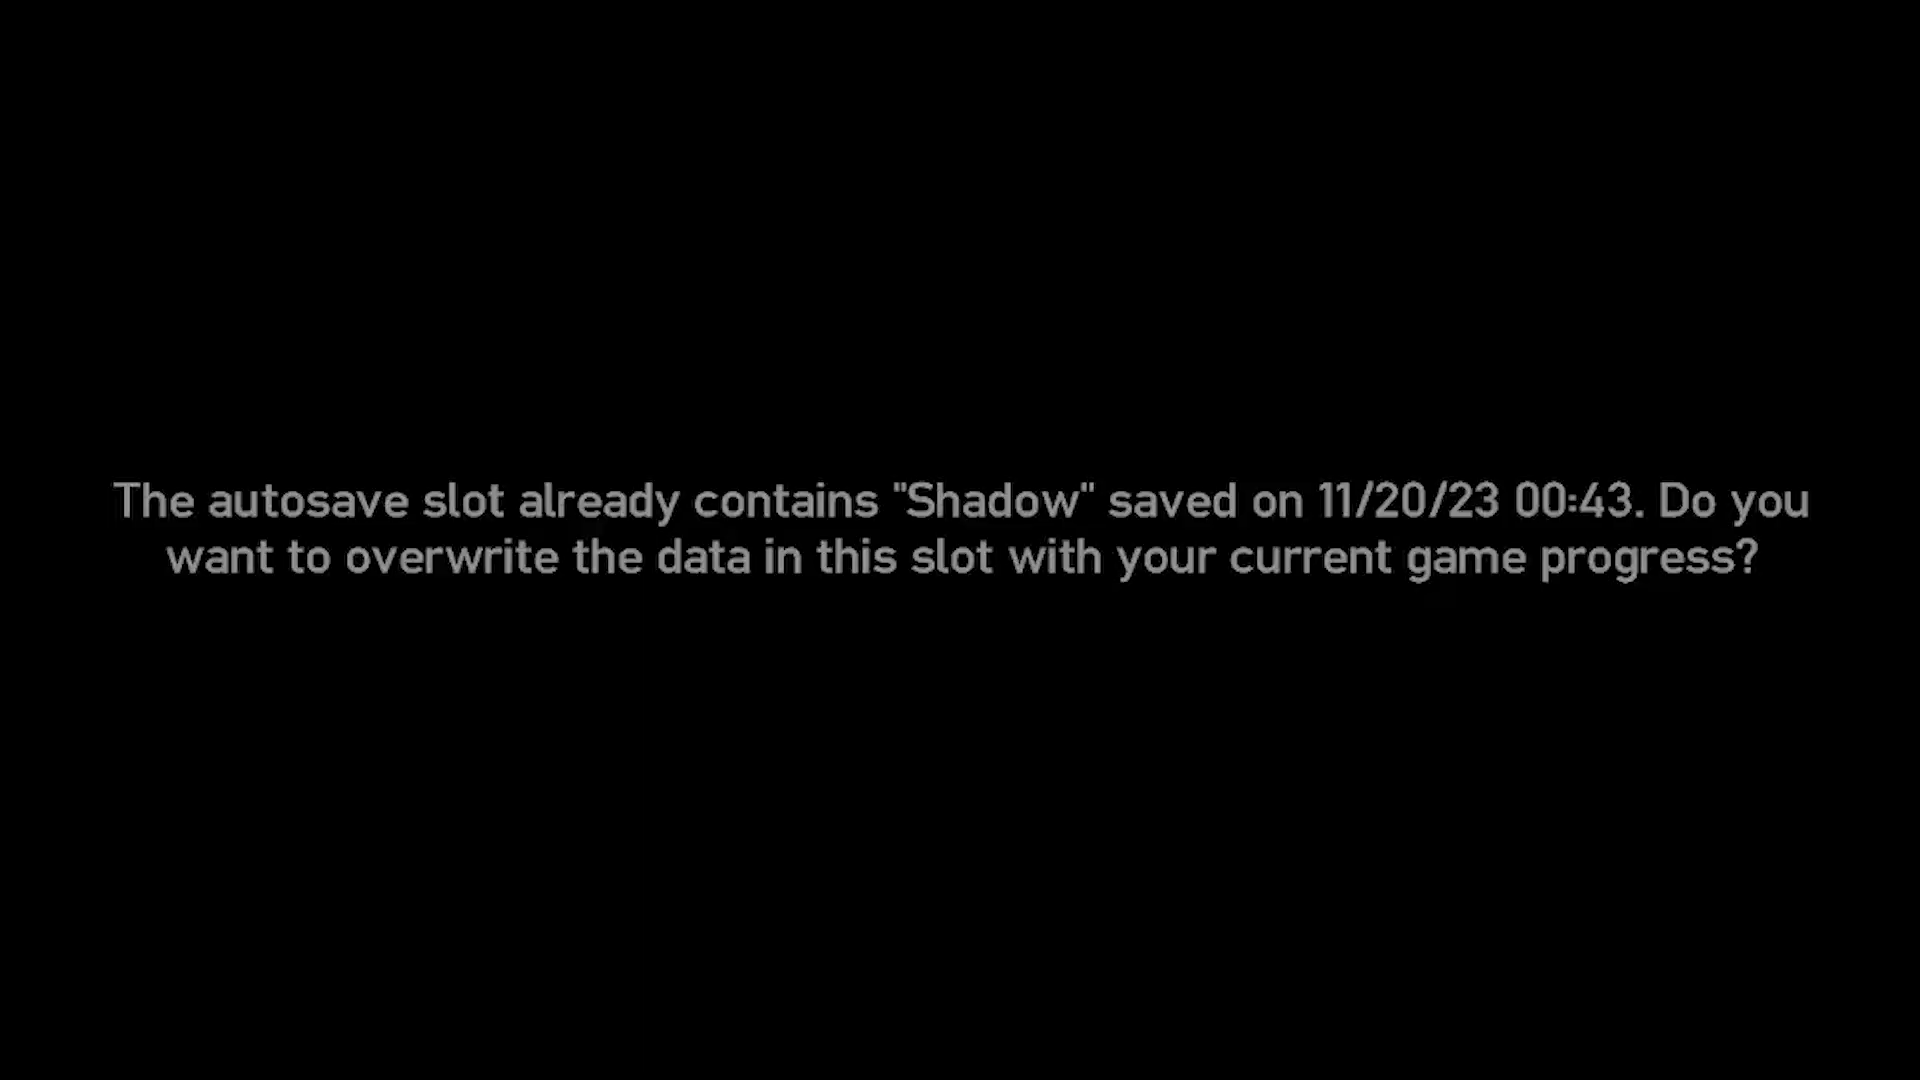 The autosave slot already contains "Shadow" saved on 11/20/23 00:43. Do you
want to overwrite the data in this slot with your current game progress?